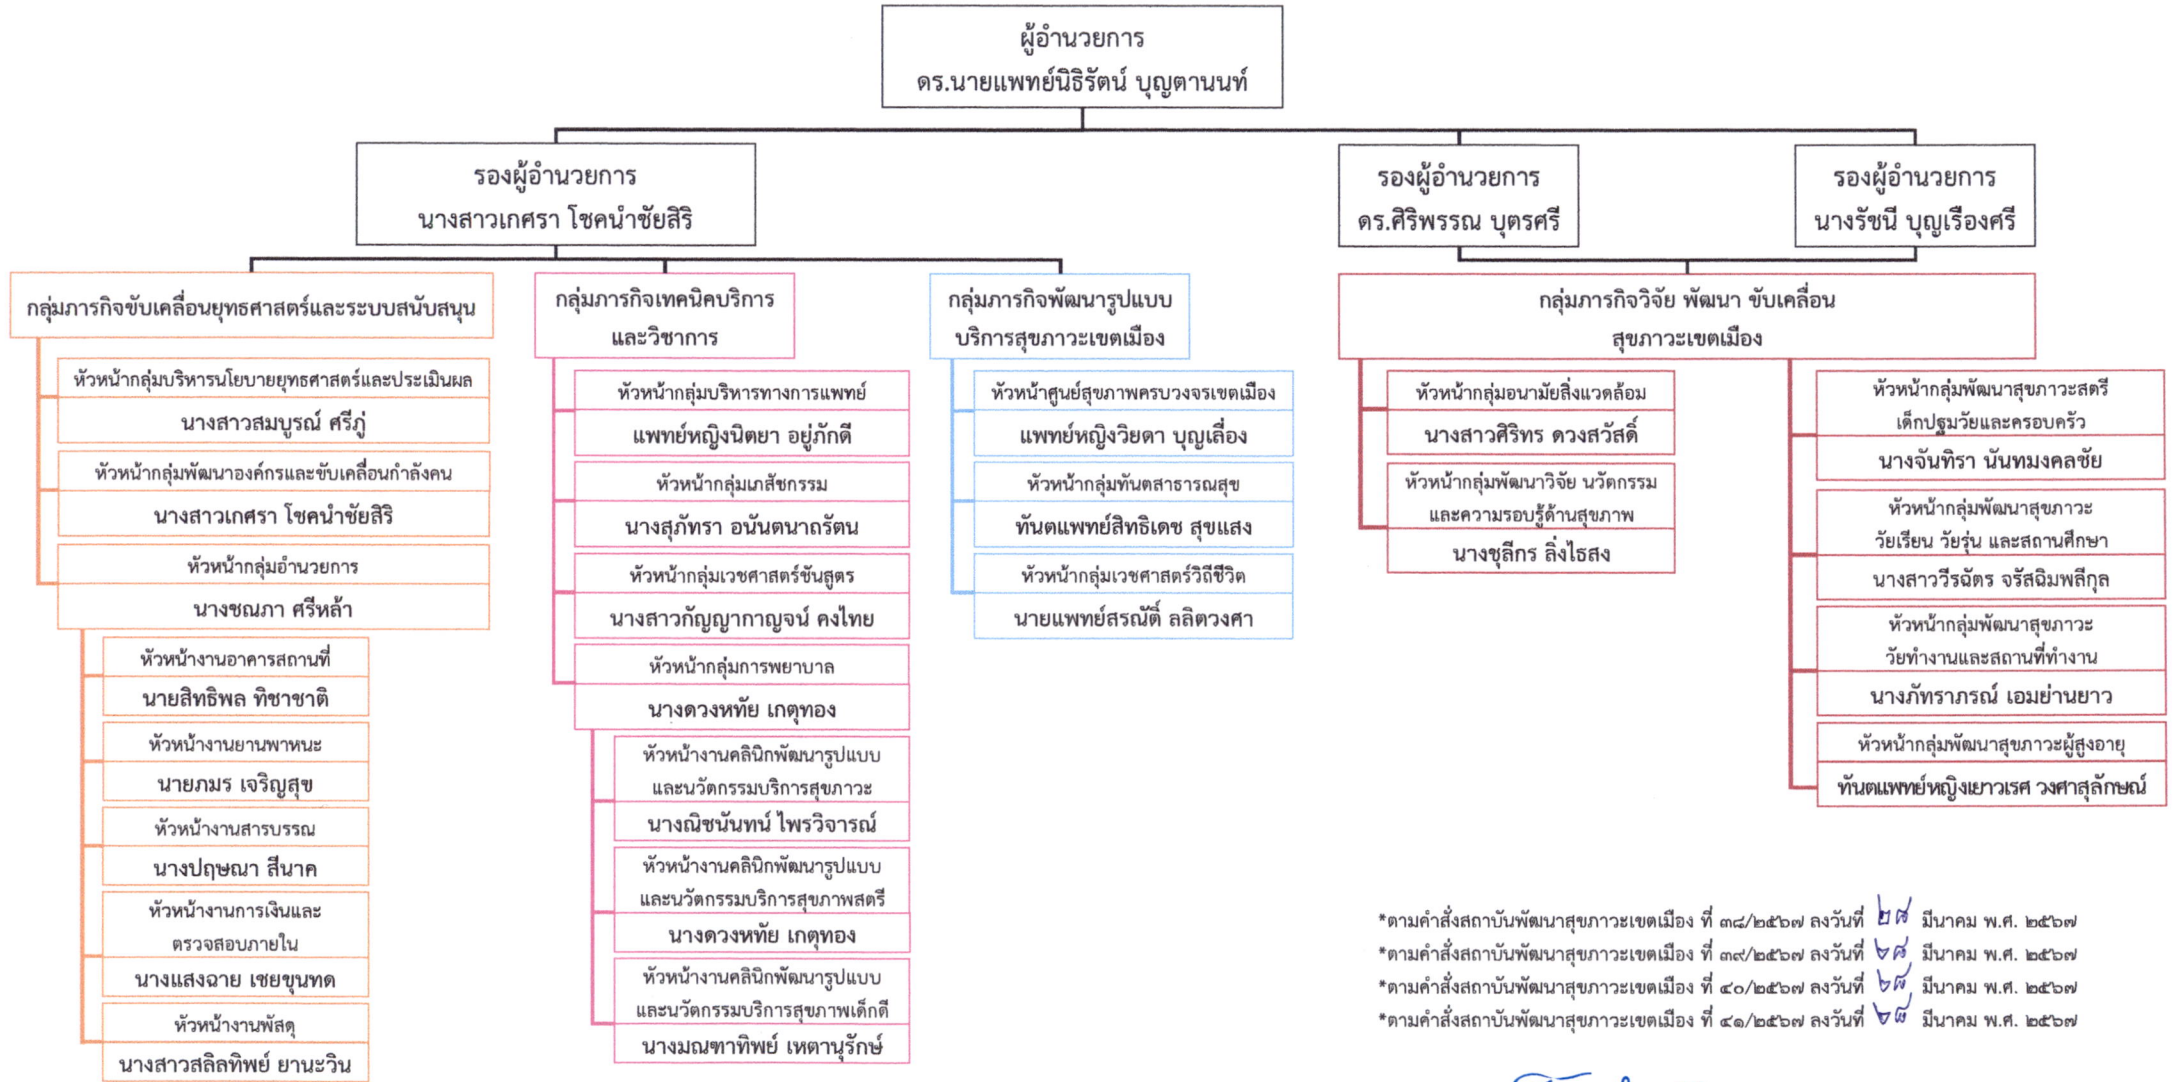 ผู้อำนวยการ
ดร.นายแพทย์นิธิรัตน์ บุญตานนท์
รองผู้อำนวยการ
นางสาวเกศรา โชคนำชัยสิริ
รองผู้อำนวยการ
ดร.ศิริพรรณ บุตรศรี
รองผู้อำนวยการ
นางรัชนี บุญเรืองศรี
กลุ่มภารกิจขับเคลื่อนยุทธศาสตร์และระบบสนับสนุน
หัวหน้ากลุ่มบริหารนโยบายยุทธศาสตร์และประเมินผล
นางสาวสมบูรณ์ ศรีภู่
หัวหน้ากลุ่มพัฒนาองค์กรและขับเคลื่อนกำลังคน
นางสาวเกศรา โชคนำชัยสิริ
หัวหน้ากลุ่มอำนวยการ
นางชณภา ศรีหล้า
หัวหน้างานอาคารสถานที่
นายสิทธิพล ทิชาชาติ
หัวหน้างานยานพาหนะ
นายภมร เจริญสุข
หัวหน้างานสารบรรณ
นางปฤษณา สีนาค
หัวหน้างานการเงินและ
ตรวจสอบภายใน
นางแสงฉาย เชยขุนทด
หัวหน้างานพัสดุ
นางสาวสลิลทิพย์ ยานะวิน
กลุ่มภารกิจเทคนิคบริการ
และวิชาการ
หัวหน้ากลุ่มบริหารทางการแพทย์
แพทย์หญิงนิตยา อยู่ภักดี
หัวหน้ากลุ่มเภสัชกรรม
นางสุภัทรา อนันตนาถรัตน
หัวหน้ากลุ่มเวชศาสตร์ชันสูตร
นางสาวกัญญากาญจน์ คงไทย
หัวหน้ากลุ่มการพยาบาล
นางดวงหทัย เกตุทอง
หัวหน้างานคลินิกพัฒนารูปแบบ
และนวัตกรรมบริการสุขภาวะ
นางณิชนันทน์ ไพรวิจารณ์
หัวหน้างานคลินิกพัฒนารูปแบบ
และนวัตกรรมบริการสุขภาพสตรี
นางดวงหทัย เกตุทอง
หัวหน้างานคลินิกพัฒนารูปแบบ
และนวัตกรรมบริการสุขภาพเด็กดี
นางมณฑาทิพย์ เหตานุรักษ์
กลุ่มภารกิจพัฒนารูปแบบ
บริการสุขภาวะเขตเมือง
หัวหน้าศูนย์สุขภาพครบวงจรเขตเมือง
แพทย์หญิงวิยดา บุญเลื่อง
หัวหน้ากลุ่มทันตสาธารณสุข
ทันตแพทย์สิทธิเดช สุขแสง
หัวหน้ากลุ่มเวชศาสตร์วิถีชีวิต
นายแพทย์สรณัติ์ ลลิตวงศา
กลุ่มภารกิจวิจัย พัฒนา ขับเคลื่อน
สุขภาวะเขตเมือง
หัวหน้ากลุ่มอนามัยสิ่งแวดล้อม
นางสาวศิริทร ดวงสวัสดิ์
หัวหน้ากลุ่มพัฒนาวิจัย นวัตกรรม
และความรอบรู้ด้านสุขภาพ
นางชุลีกร ลิ่งไธสง
หัวหน้ากลุ่มพัฒนาสุขภาวะสตรี
เด็กปฐมวัยและครอบครัว
นางจันทิรา นันทมงคลชัย
หัวหน้ากลุ่มพัฒนาสุขภาวะ
วัยเรียน วัยรุ่น และสถานศึกษา
นางสาววีรฉัตร จรัสฉิมพลีกุล
หัวหน้ากลุ่มพัฒนาสุขภาวะ
วัยทำงานและสถานที่ทำงาน
นางภัทราภรณ์ เอมย่านยาว
หัวหน้ากลุ่มพัฒนาสุขภาวะผู้สูงอายุ
ทันตแพทย์หญิงเยาวเรศ วงศาสุลักษณ์
*ตามคำสั่งสถาบันพัฒนาสุขภาวะเขตเมือง ที่ ๓๘/๒๕๖๗ ลงวันที่ ๒๘ มีนาคม พ.ศ. ๒๕๖๗
*ตามคำสั่งสถาบันพัฒนาสุขภาวะเขตเมือง ที่ ๓๙/๒๕๖๗ ลงวันที่ ๒๘ มีนาคม พ.ศ. ๒๕๖๗
*ตามคำสั่งสถาบันพัฒนาสุขภาวะเขตเมือง ที่ ๔๐/๒๕๖๗ ลงวันที่ ๒๘ มีนาคม พ.ศ. ๒๕๖๗
*ตามคำสั่งสถาบันพัฒนาสุขภาวะเขตเมือง ที่ ๔๑/๒๕๖๗ ลงวันที่ ๒๘ มีนาคม พ.ศ. ๒๕๖๗